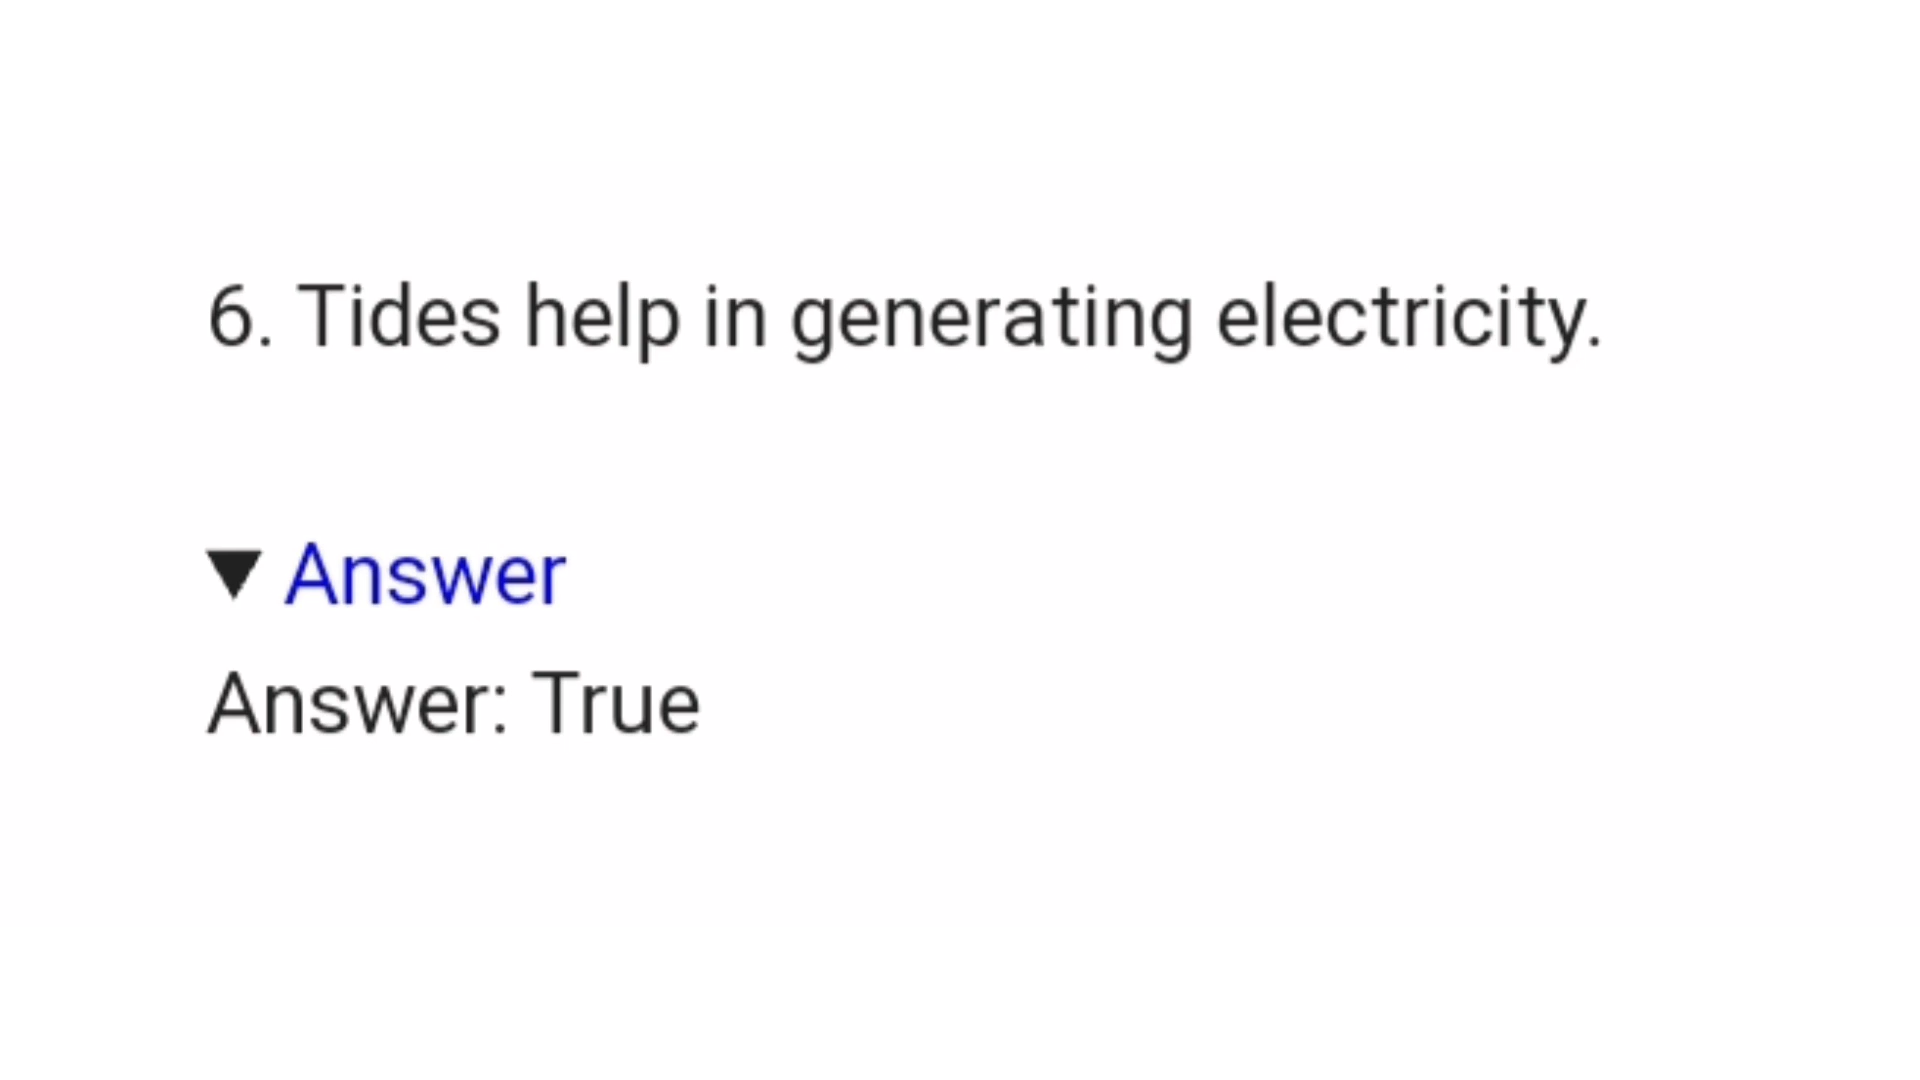 6. Tides help in generating electricity.
▼ Answer
Answer: True